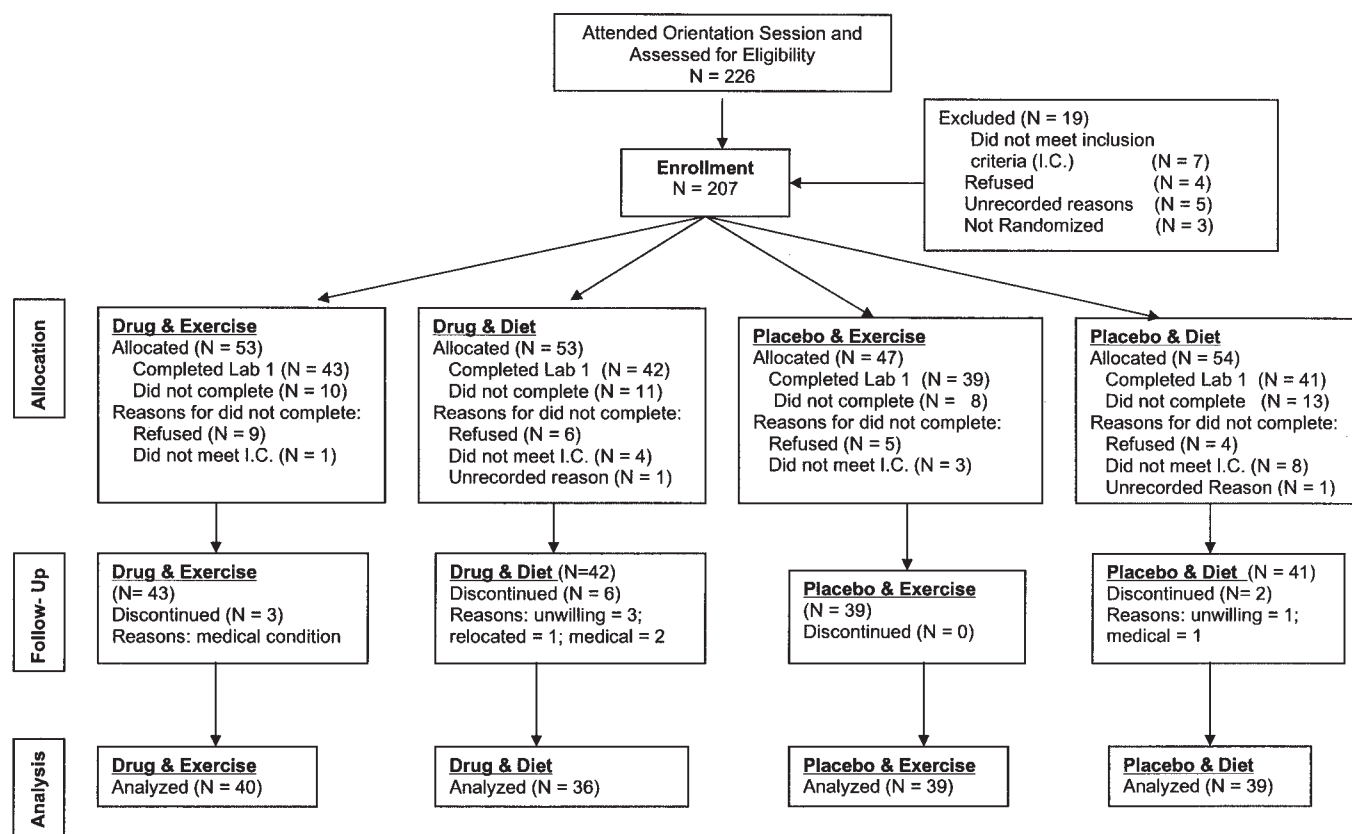 Attended Orientation Session and
Assessed for Eligibility
N = 226
Excluded (N = 19)
Did not meet inclusion
criteria (I.C.) (N = 7)
Refused (N = 4)
Unrecorded reasons (N = 5)
Not Randomized (N = 3)
Enrollment
N = 207
Allocation
Drug & Exercise
Allocated (N = 53)
Completed Lab 1 (N = 43)
Did not complete (N = 10)
Reasons for did not complete:
Refused (N = 9)
Did not meet I.C. (N = 1)
Drug & Diet
Allocated (N = 53)
Completed Lab 1 (N = 42)
Did not complete (N = 11)
Reasons for did not complete:
Refused (N = 6)
Did not meet I.C. (N = 4)
Unrecorded reason (N = 1)
Placebo & Exercise
Allocated (N = 47)
Completed Lab 1 (N = 39)
Did not complete (N = 8)
Reasons for did not complete:
Refused (N = 5)
Did not meet I.C. (N = 3)
Placebo & Diet
Allocated (N = 54)
Completed Lab 1 (N = 41)
Did not complete (N = 13)
Reasons for did not complete:
Refused (N = 4)
Did not meet I.C. (N = 8)
Unrecorded Reason (N = 1)
Follow- Up
Drug & Exercise
(N= 43)
Discontinued (N = 3)
Reasons: medical condition
Drug & Diet (N=42)
Discontinued (N = 6)
Reasons: unwilling = 3;
relocated = 1; medical = 2
Placebo & Exercise
(N = 39)
Discontinued (N = 0)
Placebo & Diet (N = 41)
Discontinued (N= 2)
Reasons: unwilling = 1;
medical = 1
Analysis
Drug & Exercise
Analyzed (N = 40)
Drug & Diet
Analyzed (N = 36)
Placebo & Exercise
Analyzed (N = 39)
Placebo & Diet
Analyzed (N = 39)